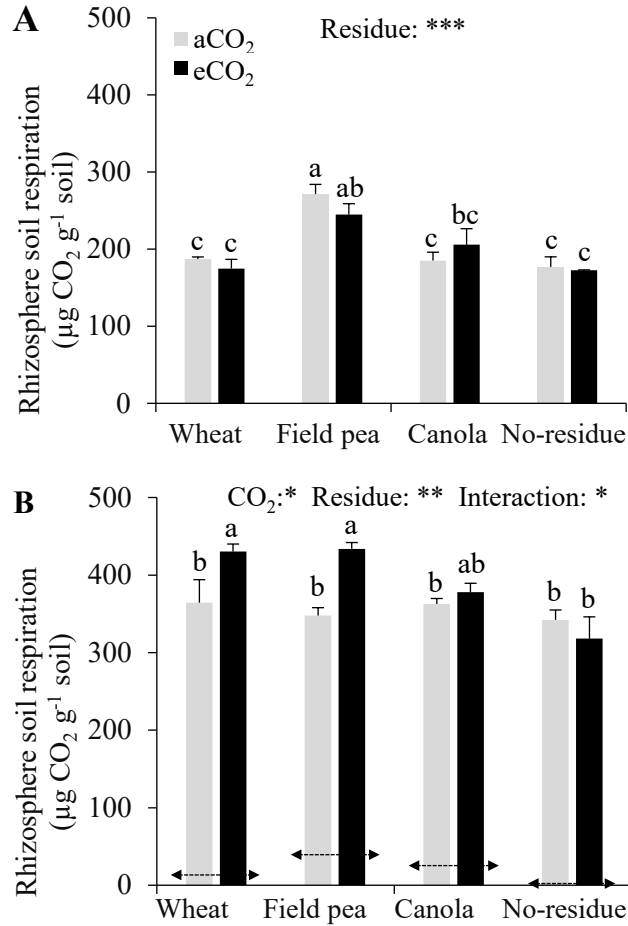 A
Residue: ***
aCO₂
eCO₂
Rhizosphere soil respiration
(µg CO₂ g⁻¹ soil)
500
400
300
200
100
0
c c a ab c bc c c
Wheat Field pea Canola No-residue
B
CO₂:* Residue: ** Interaction: *
Rhizosphere soil respiration
(µg CO₂ g⁻¹ soil)
500
400
300
200
100
0
b a b a b ab b b
Wheat Field pea Canola No-residue